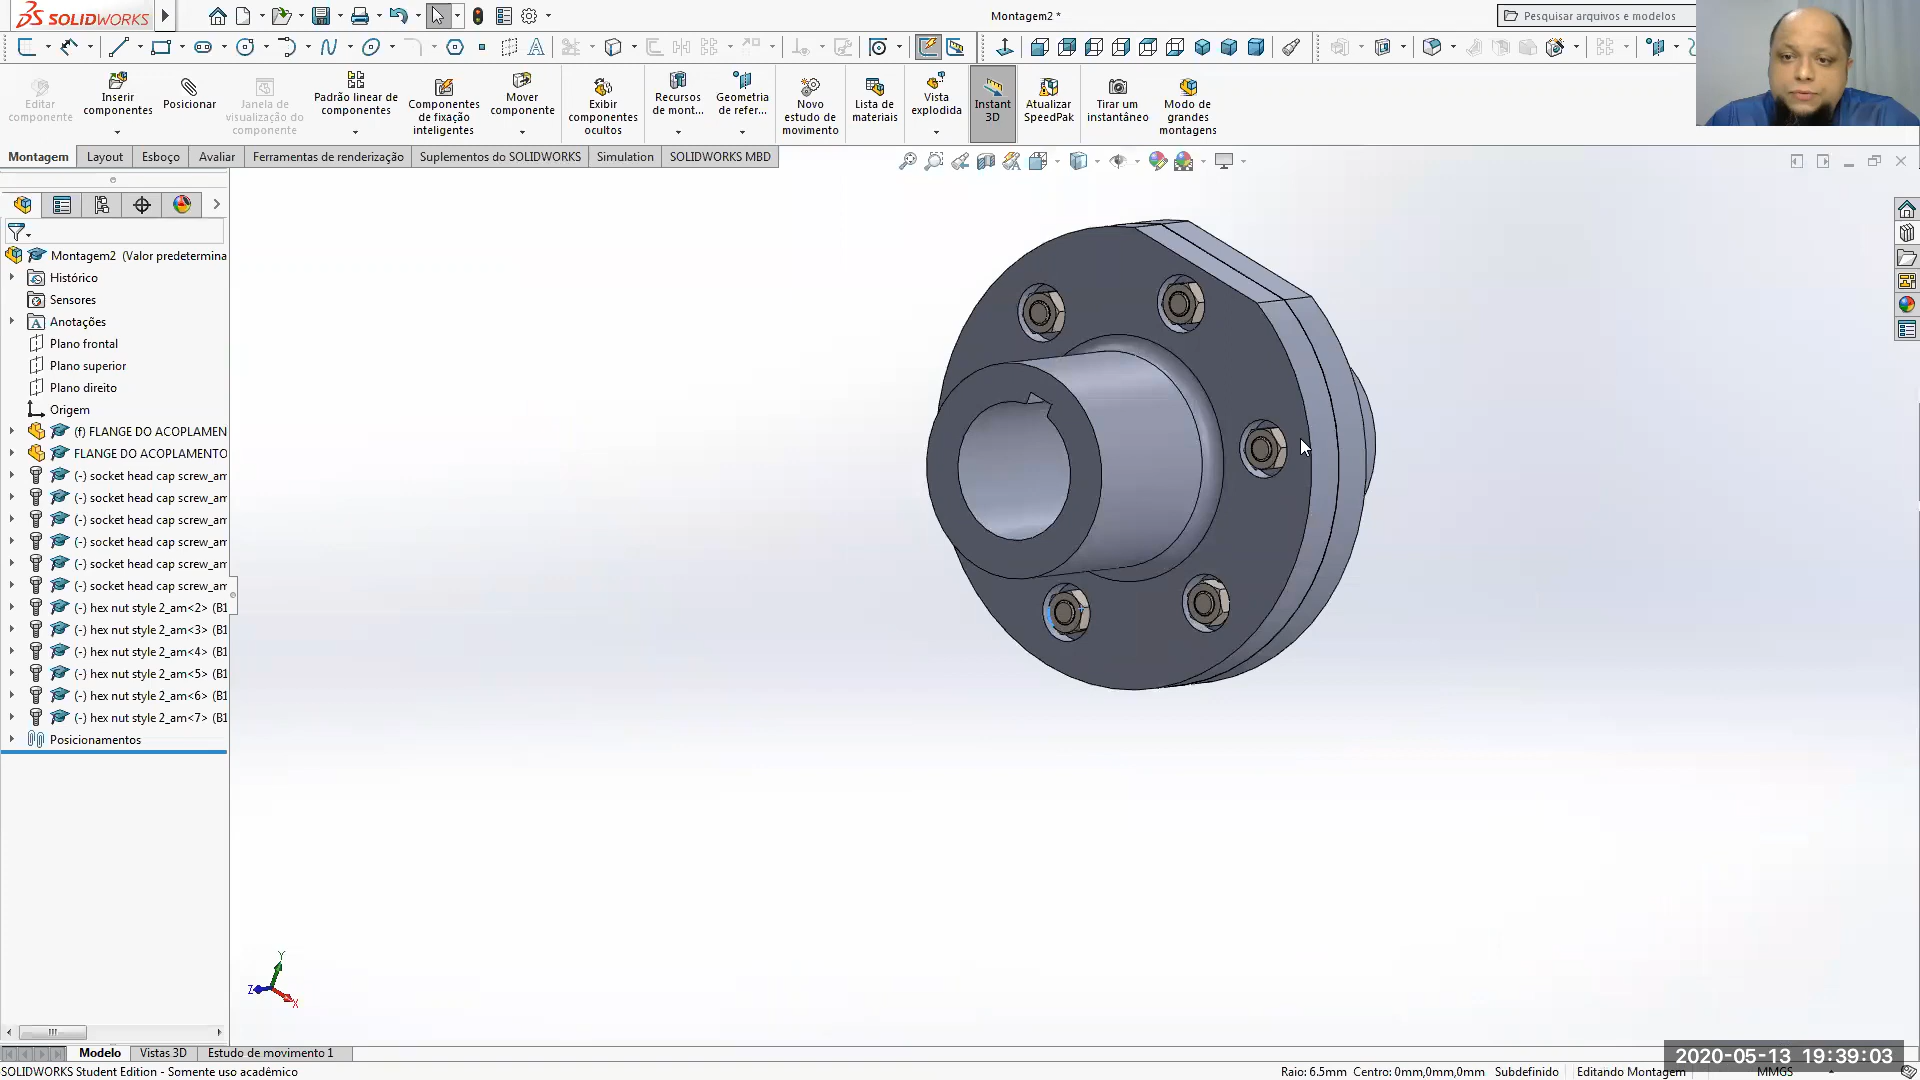 SOLIDWORKS
Montagem2 *
Pesquisar arquivos e modelos
Editar componente
Inserir componentes
Posicionar
Janela de visualização do componente
Padrão linear de componentes
Componentes de fixação inteligentes
Mover componente
Exibir componentes ocultos
Recursos de mont...
Geometria de refer...
Novo estudo de movimento
Lista de materiais
Vista explodida
Instant 3D
Atualizar SpeedPak
Tirar um instantâneo
Modo de grandes montagens
Montagem
Layout
Esboço
Avaliar
Ferramentas de renderização
Suplementos do SOLIDWORKS
Simulation
SOLIDWORKS MBD
Montagem2 (Valor predetermina
Histórico
Sensores
Anotações
Plano frontal
Plano superior
Plano direito
Origem
(f) FLANGE DO ACOPLAMEN
FLANGE DO ACOPLAMENTO
(-) socket head cap screw_am
(-) socket head cap screw_am
(-) socket head cap screw_am
(-) socket head cap screw_am
(-) socket head cap screw_am
(-) socket head cap screw_am
(-) hex nut style 2_am<2> (B1
(-) hex nut style 2_am<3> (B1
(-) hex nut style 2_am<4> (B1
(-) hex nut style 2_am<5> (B1
(-) hex nut style 2_am<6> (B1
(-) hex nut style 2_am<7> (B1
Posicionamentos
Y
Z
X
Modelo
Vistas 3D
Estudo de movimento 1
2020-05-13 19:39:03
SOLIDWORKS Student Edition - Somente uso acadêmico
Raio: 6.5mm Centro: 0mm,0mm,0mm
Subdefinido
Editando Montagem
MMGS